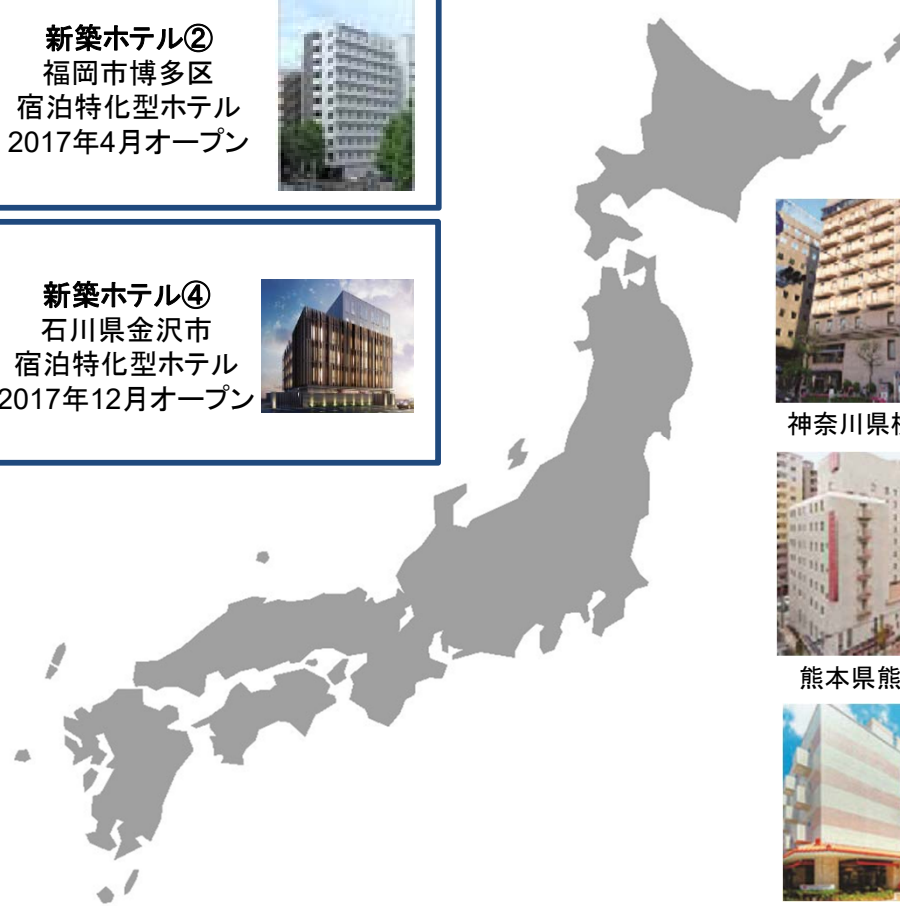 新築ホテル②
福岡市博多区
宿泊特化型ホテル
2017年4月オープン
新築ホテル④
石川県金沢市
宿泊特化型ホテル
2017年12月オープン
神奈川県
熊本県熊